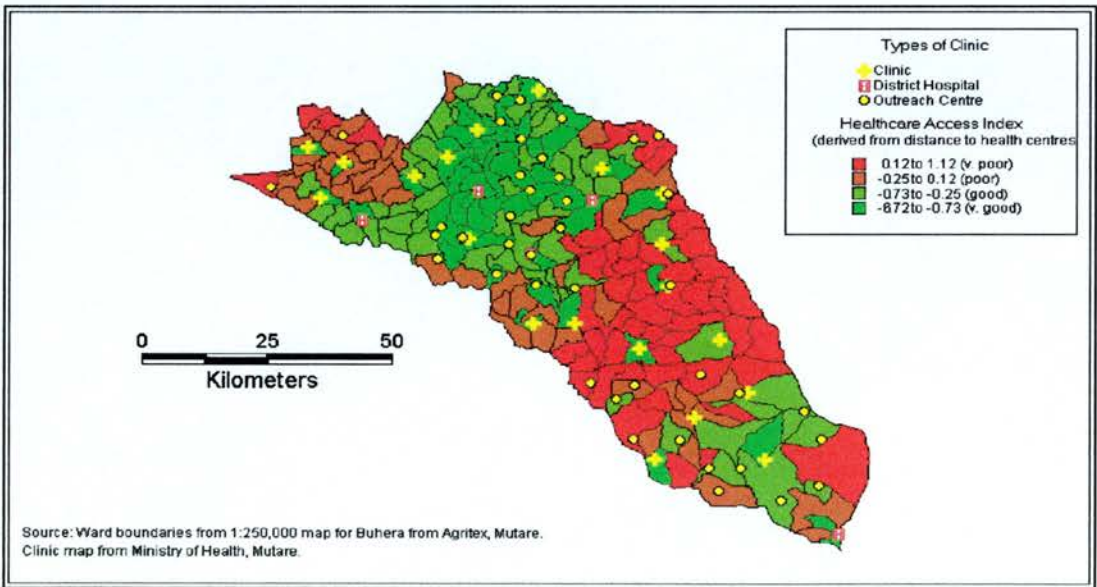 Types of Clinic
Clinic
District Hospital
Outreach Centre
Healthcare Access Index
(derived from distance to health centres
0.12 to 1.12 (v. poor)
-0.25 to 0.12 (poor)
-0.73 to -0.25 (good)
-6.72 to -0.73 (v. good)
0 25 50
Kilometers
Source: Ward boundaries from 1:250,000 map for Buhera from Agritex, Mutare.
Clinic map from Ministry of Health, Mutare.